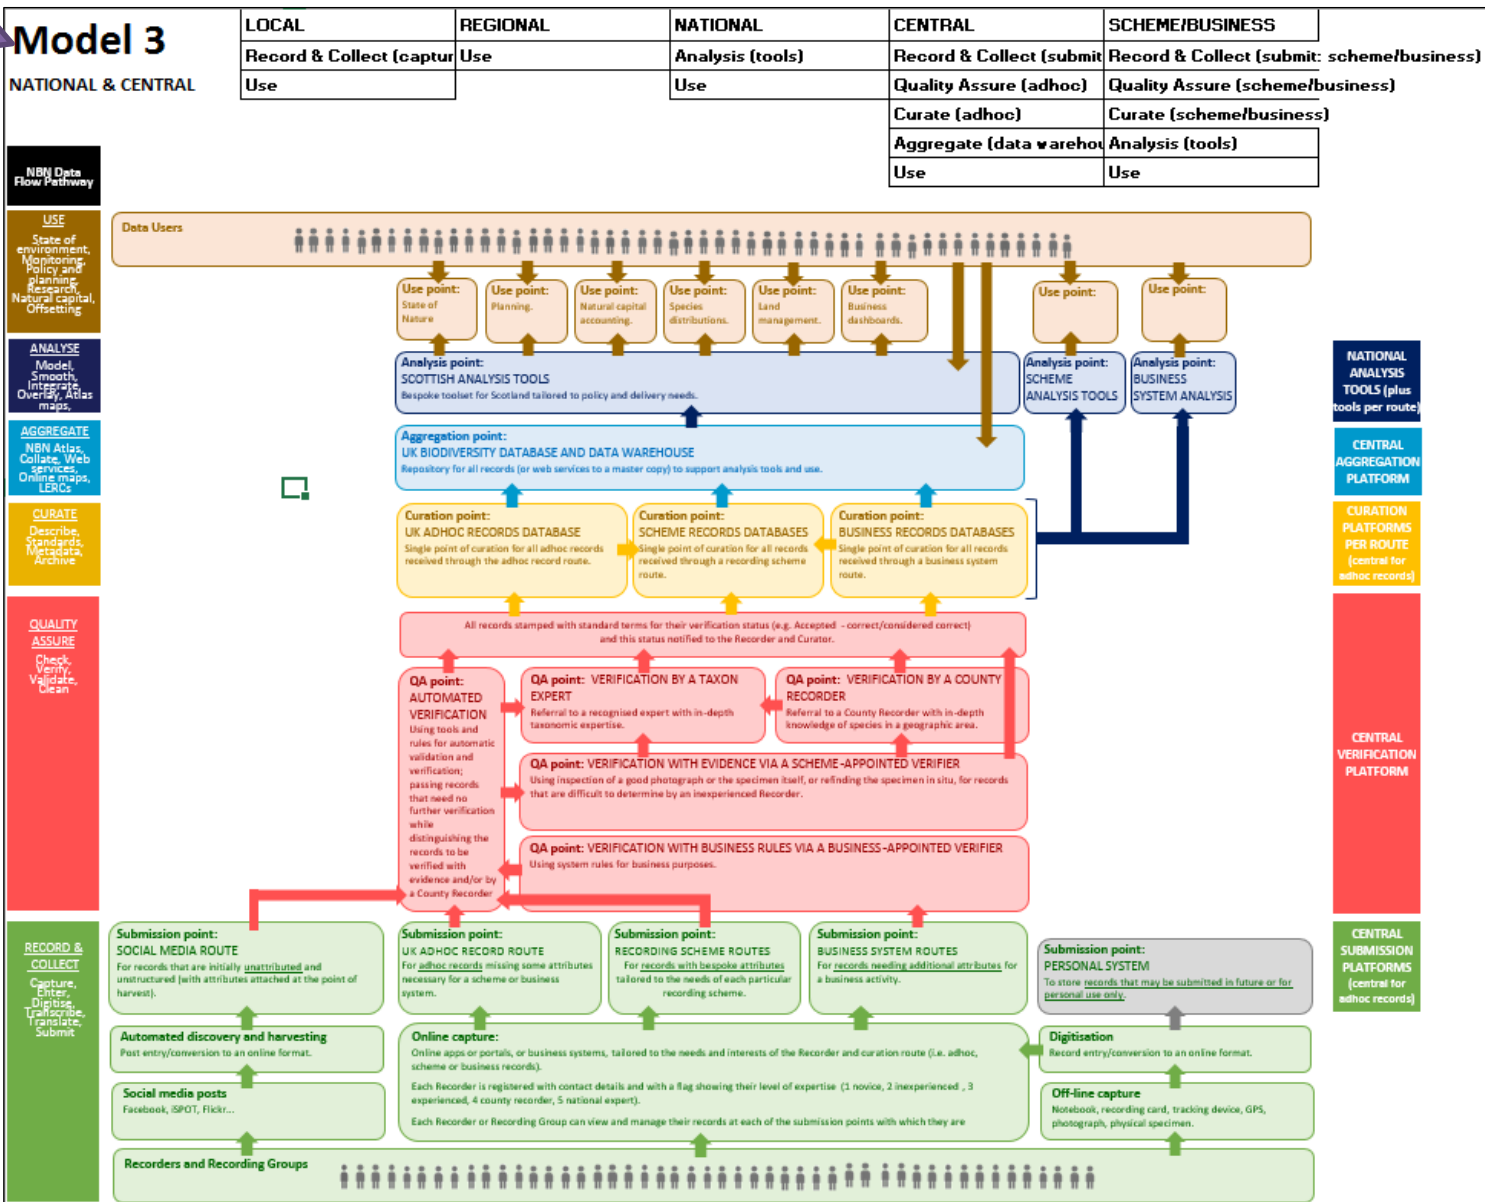 Model 3
NATIONAL & CENTRAL
LOCAL
REGIONAL
NATIONAL
CENTRAL
SCHEME/BUSINESS
Record & Collect (captur
Use
Analysis (tools)
Record & Collect (submit
Record & Collect (submit: scheme/business)
Use
Use
Quality Assure (adhoc)
Quality Assure (scheme/business)
Curate (adhoc)
Curate (scheme/business)
Aggregate (data warehou
Analysis (tools)
Use
Use
NBN Data
Flow Pathway
USE
State of
environment,
Monitoring,
Policy and
planning,
Research,
Natural capital,
Offsetting
Data Users
Use point:
State of
Nature
Use point:
Planning.
Use point:
Natural capital
accounting.
Use point:
Species
distributions.
Use point:
Land
management.
Use point:
Business
dashboards.
Use point:
Use point:
ANALYSE
Model,
Smooth,
Integrate,
Overlay, Atlas
maps,
Analysis point:
SCOTTISH ANALYSIS TOOLS
Bespoke toolset for Scotland tailored to policy and delivery needs.
Analysis point:
SCHEME
ANALYSIS TOOLS
Analysis point:
BUSINESS
SYSTEM ANALYSIS
NATIONAL
ANALYSIS
TOOLS (plus
tools per route)
AGGREGATE
NBN Atlas,
Collate, Web
services,
Online maps,
LERCs
Aggregation point:
UK BIODIVERSITY DATABASE AND DATA WAREHOUSE
Repository for all records (or web services to a master copy) to support analysis tools and use.
CENTRAL
AGGREGATION
PLATFORM
CURATE
Describe,
Standards,
Metadata,
Archive
Curation point:
UK ADHOC RECORDS DATABASE
Single point of curation for all adhoc records
received through the adhoc record route.
Curation point:
SCHEME RECORDS DATABASES
Single point of curation for all records
received through a recording scheme
route.
Curation point:
BUSINESS RECORDS DATABASES
Single point of curation for all records
received through a business system
route.
CURATION
PLATFORMS
PER ROUTE
(central for
adhoc records)
QUALITY
ASSURE
Check,
Verify,
Validate,
Clean
All records stamped with standard terms for their verification status (e.g. Accepted - correct/considered correct)
and this status notified to the Recorder and Curator.
QA point:
AUTOMATED
VERIFICATION
Using tools and
rules for automatic
validation and
verification;
passing records
that need no
further verification
while
distinguishing the
records to be
verified with
evidence and/or by
a County Recorder
QA point: VERIFICATION BY A TAXON
EXPERT
Referral to a recognised expert with in-depth
taxonomic expertise.
QA point: VERIFICATION BY A COUNTY
RECORDER
Referral to a County Recorder with in-depth
knowledge of species in a geographic area.
QA point: VERIFICATION WITH EVIDENCE VIA A SCHEME-APPOINTED VERIFIER
Using inspection of a good photograph or the specimen itself, or refinding the specimen in situ, for records
that are difficult to determine by an inexperienced Recorder.
QA point: VERIFICATION WITH BUSINESS RULES VIA A BUSINESS-APPOINTED VERIFIER
Using system rules for business purposes.
CENTRAL
VERIFICATION
PLATFORM
RECORD &
COLLECT
Capture,
Enter,
Digitise,
Transcribe,
Translate,
Submit
Submission point:
SOCIAL MEDIA ROUTE
For records that are initially unattributed and
unstructured (with attributes attached at the point of
harvest).
Submission point:
UK ADHOC RECORD ROUTE
For adhoc records missing some attributes
necessary for a scheme or business
system.
Submission point:
RECORDING SCHEME ROUTES
For records with bespoke attributes
tailored to the needs of each particular
recording scheme.
Submission point:
BUSINESS SYSTEM ROUTES
For records needing additional attributes for
a business activity.
Submission point:
PERSONAL SYSTEM
To store records that may be submitted in future or for
personal use only.
CENTRAL
SUBMISSION
PLATFORMS
(central for
adhoc records)
Automated discovery and harvesting
Post entry/conversion to an online format.
Online capture:
Online apps or portals, or business systems, tailored to the needs and interests of the Recorder and curation route (i.e. adhoc,
scheme or business records).
Each Recorder is registered with contact details and with a flag showing their level of expertise (1 novice, 2 inexperienced , 3
experienced, 4 county recorder, 5 national expert).
Each Recorder or Recording Group can view and manage their records at each of the submission points with which they are
Digitisation
Record entry/conversion to an online format.
Social media posts
Facebook, iSPOT, Flickr...
Off-line capture
Notebook, recording card, tracking device, GPS,
photograph, physical specimen.
Recorders and Recording Groups